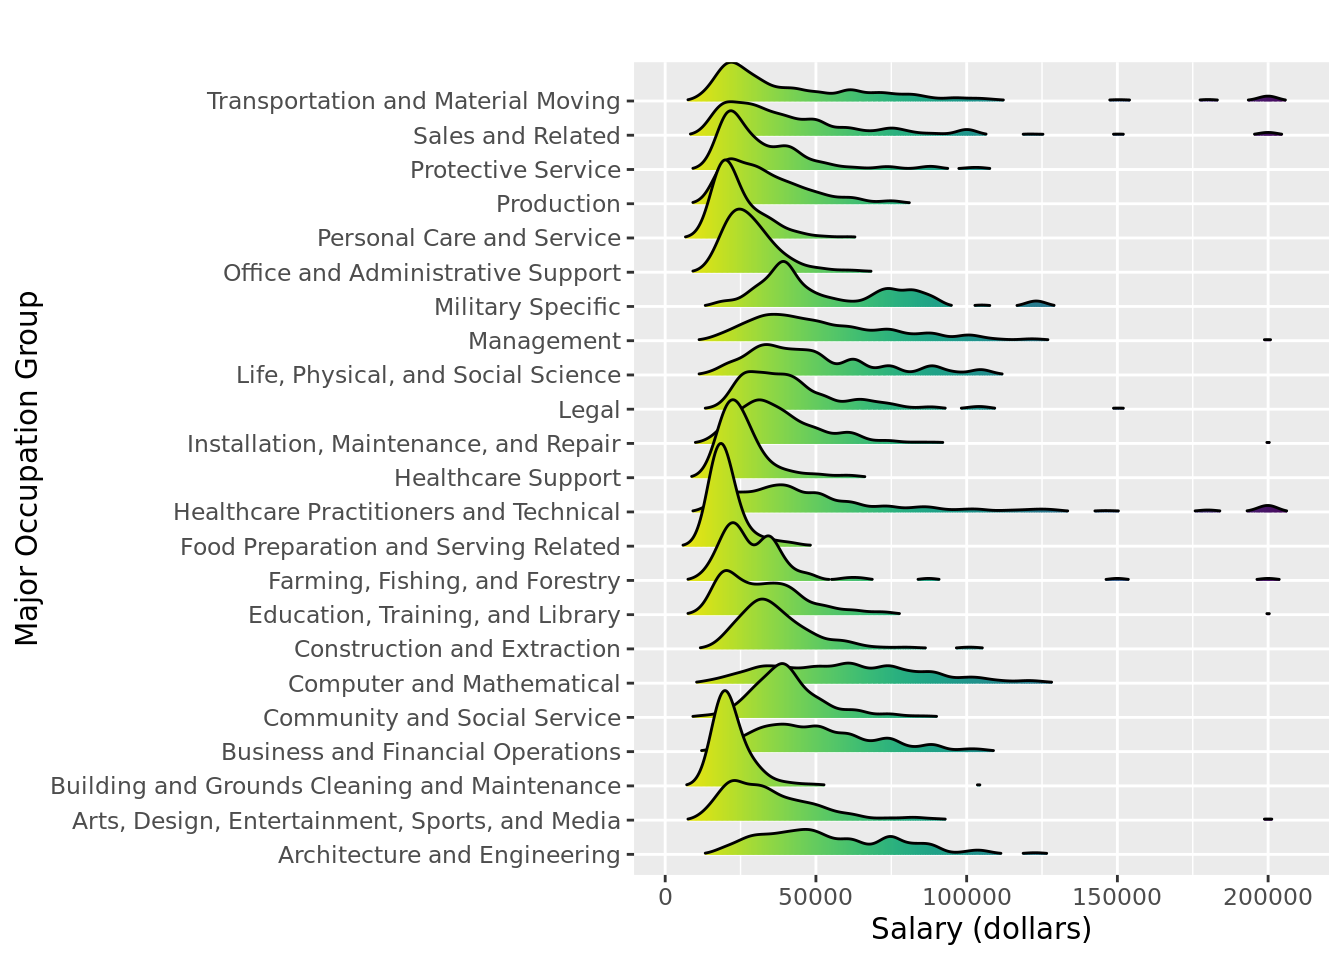 Major Occupation Group
Transportation and Material Moving
Sales and Related
Protective Service
Production
Personal Care and Service
Office and Administrative Support
Military Specific
Management
Life, Physical, and Social Science
Legal
Installation, Maintenance, and Repair
Healthcare Support
Healthcare Practitioners and Technical
Food Preparation and Serving Related
Farming, Fishing, and Forestry
Education, Training, and Library
Construction and Extraction
Computer and Mathematical
Community and Social Service
Business and Financial Operations
Building and Grounds Cleaning and Maintenance
Arts, Design, Entertainment, Sports, and Media
Architecture and Engineering
0 50000 100000 150000 200000
Salary (dollars)